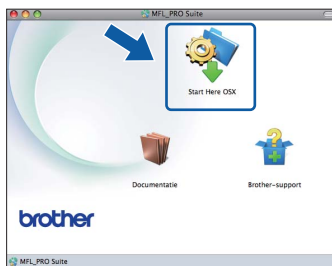 MFL_PRO Suite
Start Here OSX
Documentatie
Brother-support
brother
MFL_PRO Suite